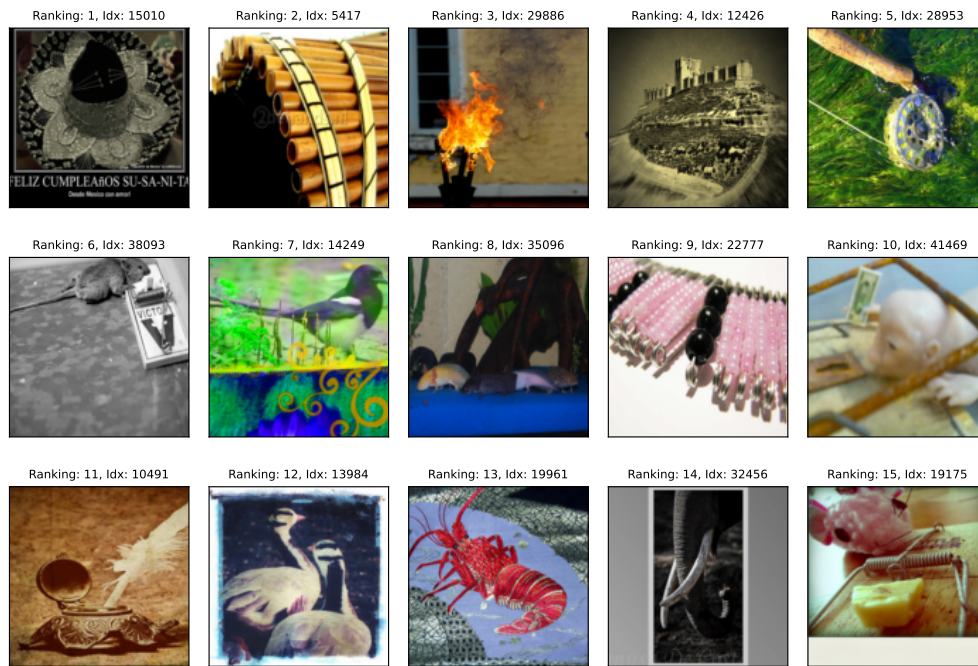 Ranking: 1, Idx: 15010
Ranking: 2, Idx: 5417
Ranking: 3, Idx: 29886
Ranking: 4, Idx: 12426
Ranking: 5, Idx: 28953
FELIZ CUMPLEAñOS SU-SA-NI-TA
Desde Mexico con amor!
Ranking: 6, Idx: 38093
Ranking: 7, Idx: 14249
Ranking: 8, Idx: 35096
Ranking: 9, Idx: 22777
Ranking: 10, Idx: 41469
VICTOR
Ranking: 11, Idx: 10491
Ranking: 12, Idx: 13984
Ranking: 13, Idx: 19961
Ranking: 14, Idx: 32456
Ranking: 15, Idx: 19175